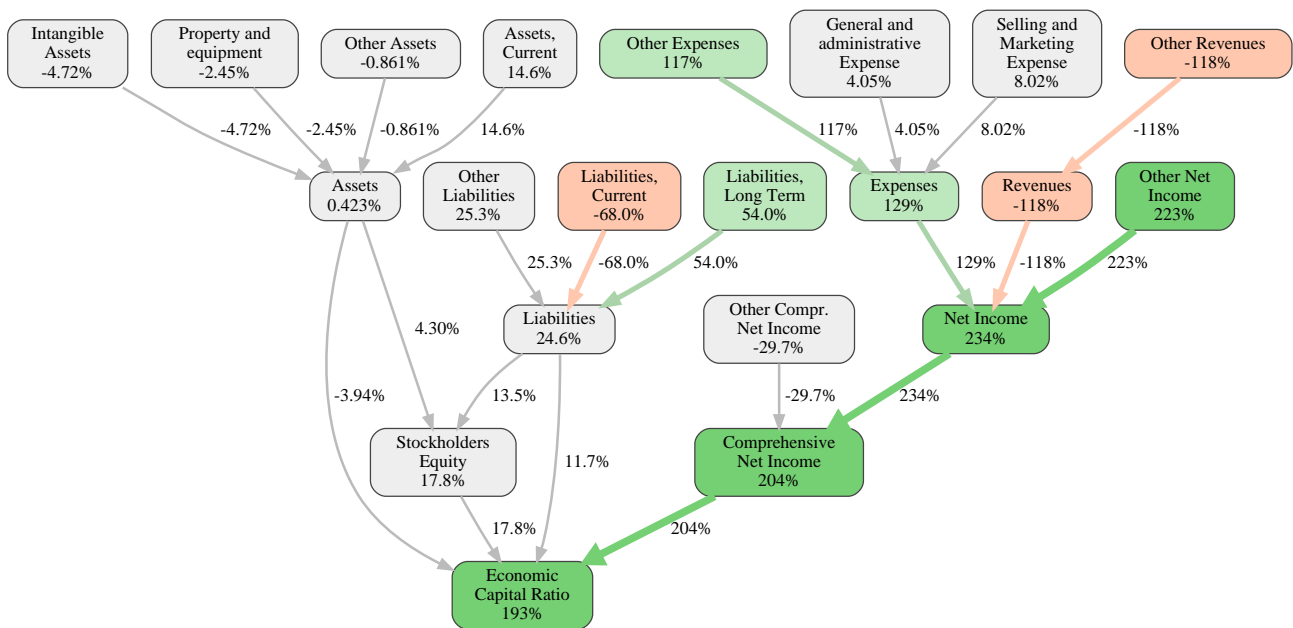 Intangible
Assets
-4.72%
Property and
equipment
-2.45%
Other Assets
-0.861%
Assets,
Current
14.6%
Other Expenses
117%
General and
administrative
Expense
4.05%
Selling and
Marketing
Expense
8.02%
Other Revenues
-118%
-4.72%
-2.45%
-0.861%
14.6%
117%
4.05%
8.02%
-118%
Assets
0.423%
Other
Liabilities
25.3%
Liabilities,
Current
-68.0%
Liabilities,
Long Term
54.0%
Expenses
129%
Revenues
-118%
Other Net
Income
223%
25.3%
-68.0%
54.0%
129%
-118%
223%
4.30%
Liabilities
24.6%
Other Compr.
Net Income
-29.7%
Net Income
234%
-3.94%
13.5%
-29.7%
234%
Stockholders
Equity
17.8%
11.7%
Comprehensive
Net Income
204%
17.8%
204%
Economic
Capital Ratio
193%